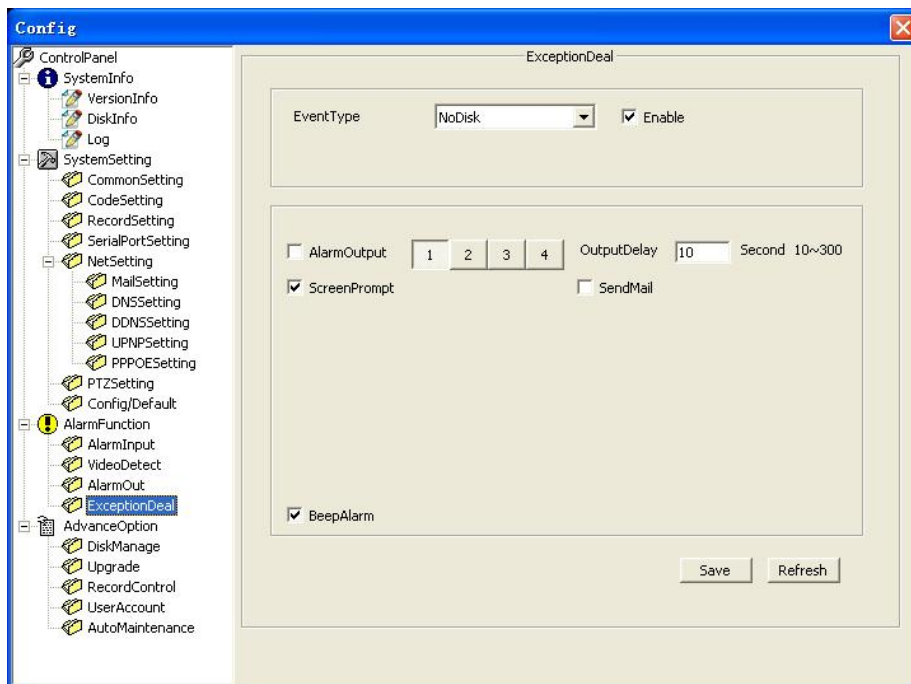 Config
ControlPanel
SystemInfo
VersionInfo
DiskInfo
Log
SystemSetting
CommonSetting
CodeSetting
RecordSetting
SerialPortSetting
NetSetting
MailSetting
DNSSetting
DDNSSetting
UPNPSetting
PPPOESetting
PTZSetting
Config/Default
AlarmFunction
AlarmInput
VideoDetect
AlarmOut
ExceptionDeal
AdvanceOption
DiskManage
Upgrade
RecordControl
UserAccount
AutoMaintenance
ExceptionDeal
EventType NoDisk Enable
AlarmOutput 1 2 3 4 OutputDelay 10 Second 10~300
ScreenPrompt SendMail
BeepAlarm
Save Refresh